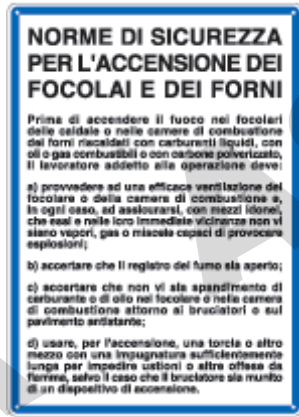 NORME DI SICUREZZA
PER L'ACCENSIONE DEI
FOCOLAI E DEI FORNI
Prima di accendere il fuoco nei focolari
delle caldaie o nelle camere di combustione
dei forni riscaldati con carburanti liquidi, con
oli o gas combustibili o con carbone polverizzato,
il lavoratore addetto alla operazione deve:
a) provvedere ad una efficace ventilazione del
focolare o della camera di combustione e,
in ogni caso, ad assicurarsi, con mezzi idonei,
che essi e nelle loro immediate vicinanze non vi
siano vapori, gas o miscele capaci di provocare
esplosioni;
b) accertare che il registro del fumo sia aperto;
c) accertare che non vi sia spandimento di
carburante o di olio nel focolare o nella camera
di combustione attorno ai bruciatori o sul
pavimento antistante;
d) usare, per l'accensione, una torcia o altro
mezzo con una impugnatura sufficientemente
lunga per impedire ustioni o altre offese da
fiamme, salvo il caso che il bruciatore sia munito
di un dispositivo di accensione.